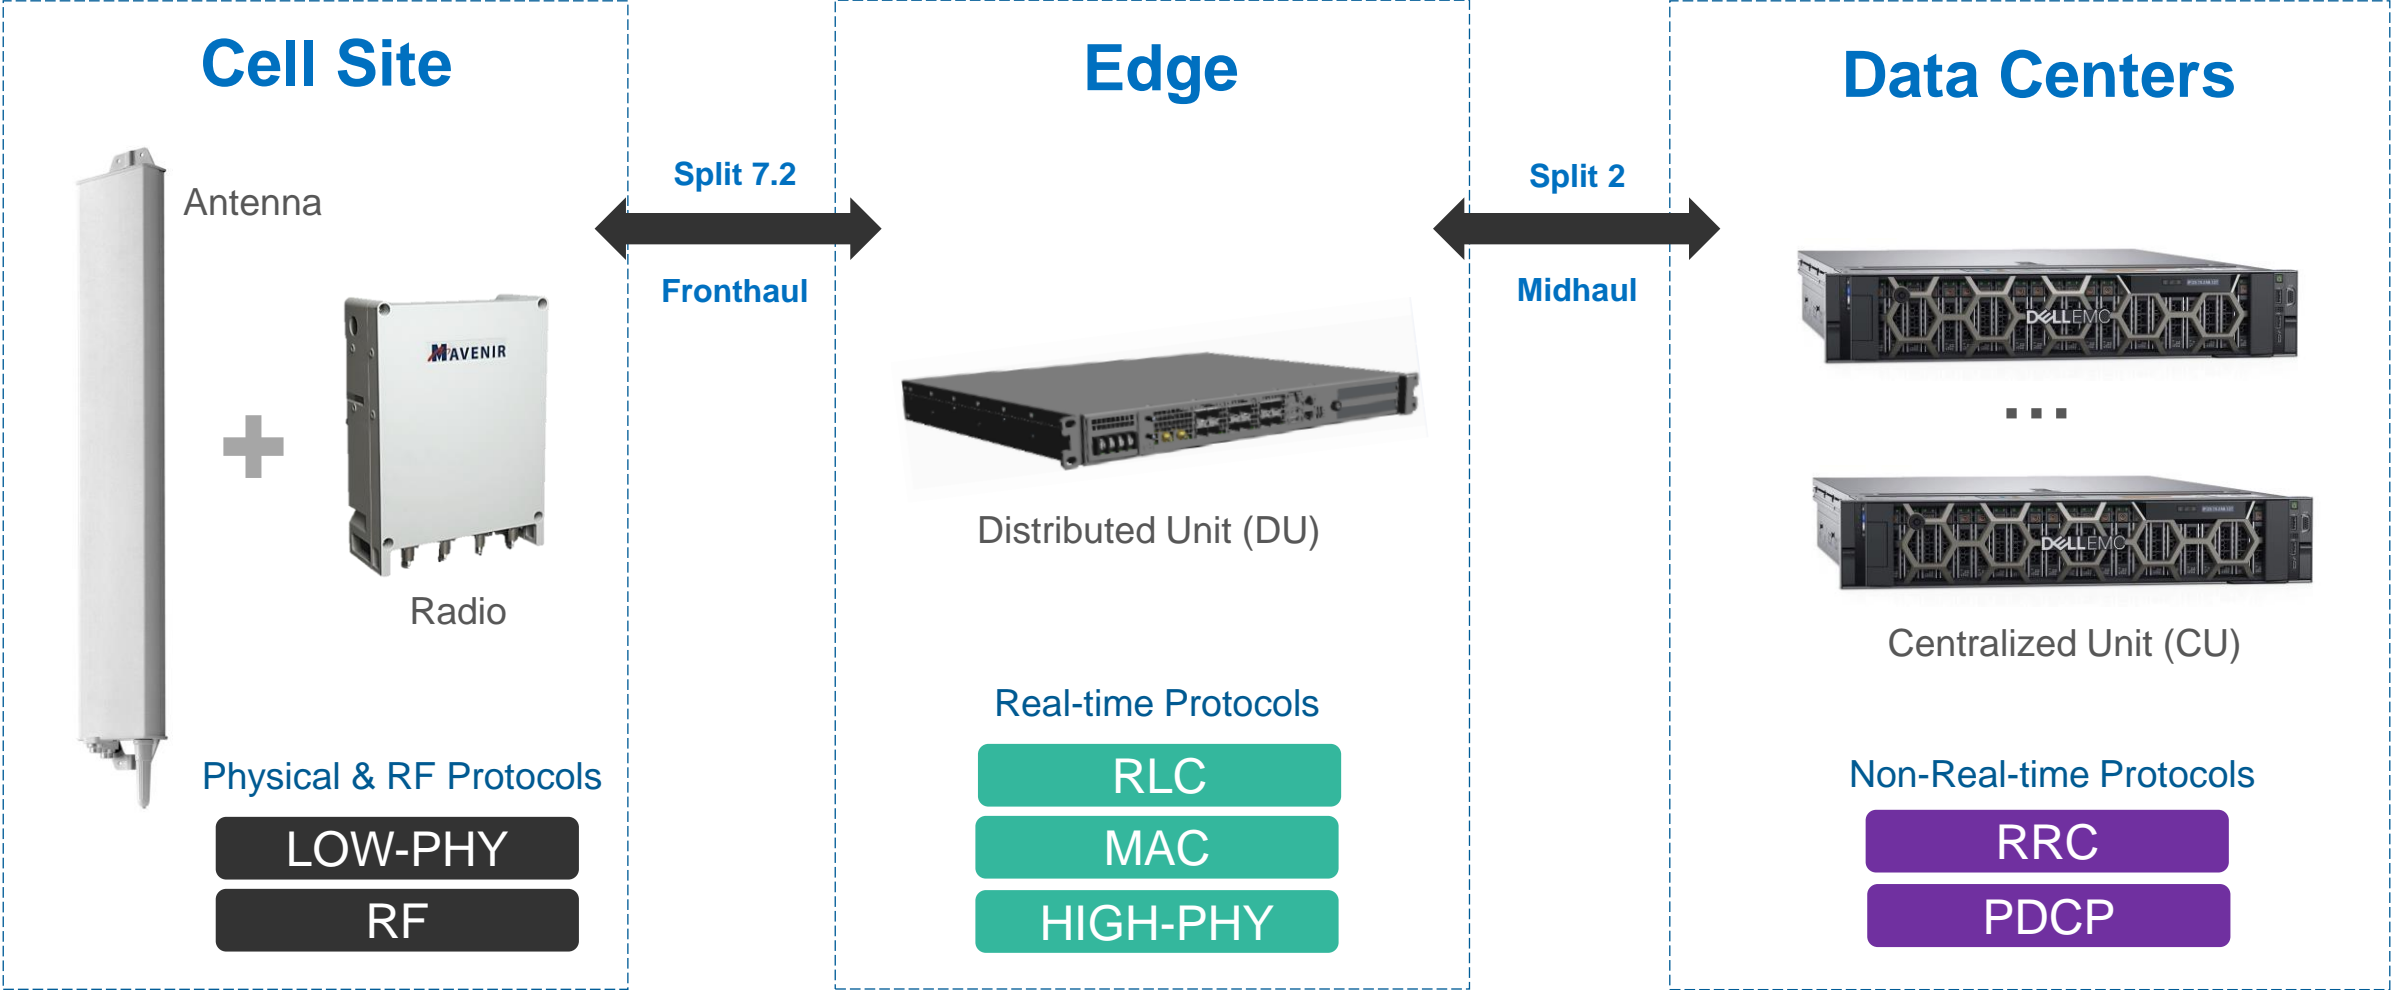 Cell Site
Antenna
MAVENIR
Radio
Physical & RF Protocols
LOW-PHY
RF
Split 7.2
Fronthaul
Edge
Distributed Unit (DU)
Real-time Protocols
RLC
MAC
HIGH-PHY
Split 2
Midhaul
Data Centers
DELLEMC
...
DELLEMC
Centralized Unit (CU)
Non-Real-time Protocols
RRC
PDCP